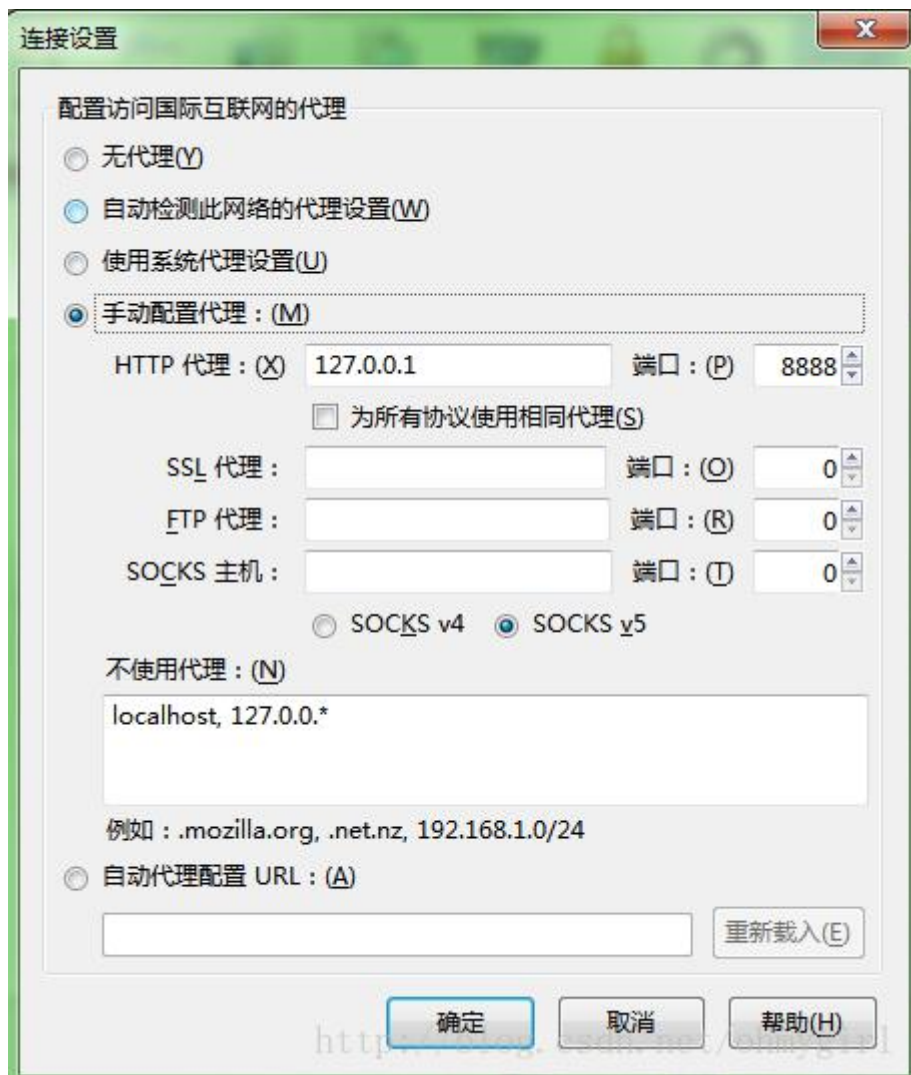 连接设置
配置访问国际互联网的代理
无代理(Y)
自动检测此网络的代理设置(W)
使用系统代理设置(U)
手动配置代理：(M)
HTTP 代理：(X) 127.0.0.1 端口：(P) 8888
为所有协议使用相同代理(S)
SSL 代理： 端口：(O) 0
FTP 代理： 端口：(R) 0
SOCKS 主机： 端口：(T) 0
SOCKS v4 SOCKS v5
不使用代理：(N)
localhost, 127.0.0.*
例如：.mozilla.org, .net.nz, 192.168.1.0/24
自动代理配置 URL：(A)
重新载入(E)
确定 取消 帮助(H)
http://blog.csdn.net/ohmygirl